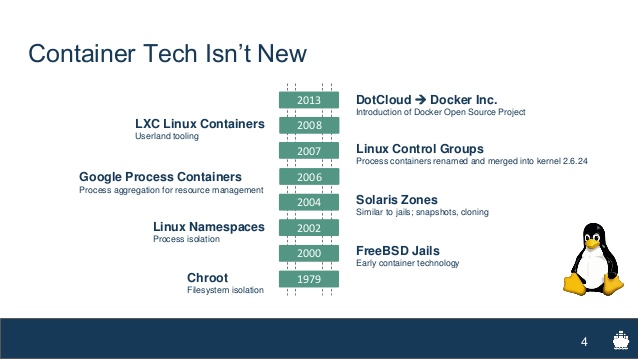 Container Tech Isn't New
2013
DotCloud ➔ Docker Inc.
Introduction of Docker Open Source Project
LXC Linux Containers
Userland tooling
2008
2007
Linux Control Groups
Process containers renamed and merged into kernel 2.6.24
Google Process Containers
Process aggregation for resource management
2006
2004
Solaris Zones
Similar to jails; snapshots, cloning
Linux Namespaces
Process isolation
2002
2000
FreeBSD Jails
Early container technology
Chroot
Filesystem isolation
1979
4